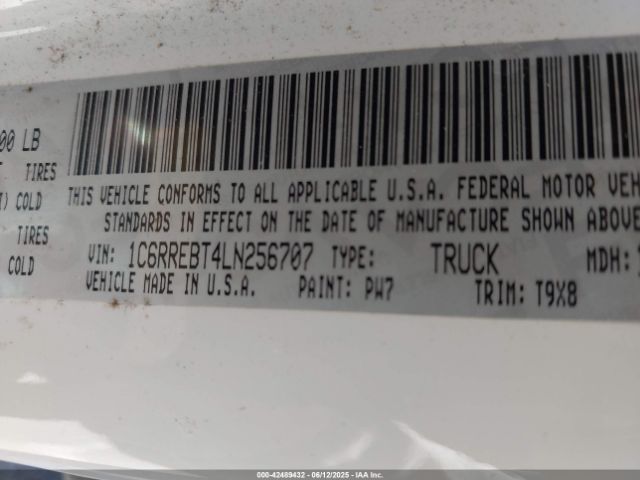 00 LB
TIRES
) COLD
TIRES
COLD
THIS VEHICLE CONFORMS TO ALL APPLICABLE U.S.A. FEDERAL MOTOR VEH
STANDARDS IN EFFECT ON THE DATE OF MANUFACTURE SHOWN ABOVE
VIN: 1C6RREBT4LN256707 TYPE: TRUCK MDH:
VEHICLE MADE IN U.S.A. PAINT: PW7 TRIM: T9X8
000-42489432 - 06/12/2025 - IAA Inc.